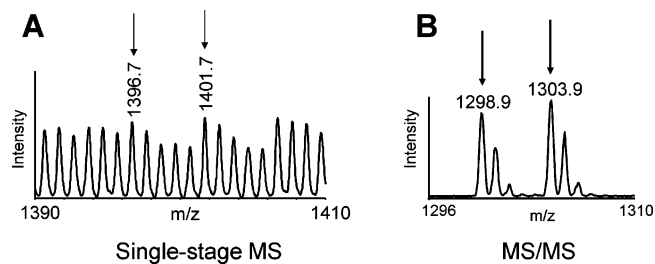 A
B
1396.7
1401.7
1298.9
1303.9
Intensity
Intensity
1390
m/z
1410
1296
m/z
1310
Single-stage MS
MS/MS